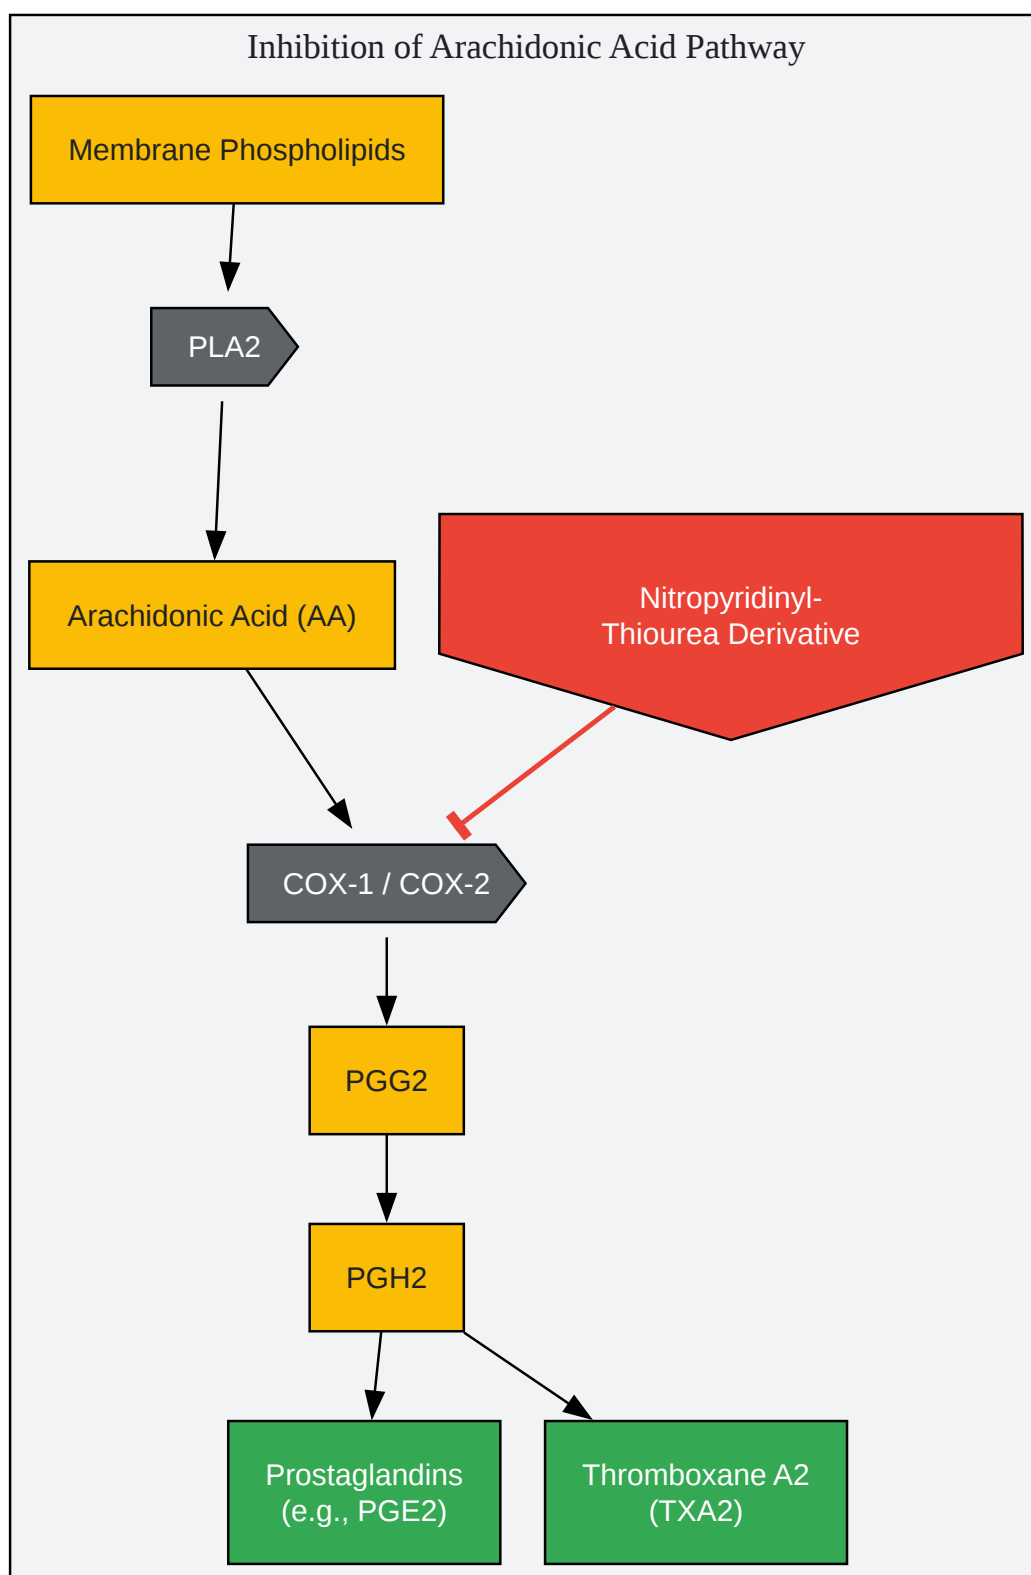 Inhibition of Arachidonic Acid Pathway
Membrane Phospholipids
PLA2
Arachidonic Acid (AA)
Nitropyridinyl-
Thiourea Derivative
COX-1 / COX-2
PGG2
PGH2
Prostaglandins
(e.g., PGE2)
Thromboxane A2
(TXA2)